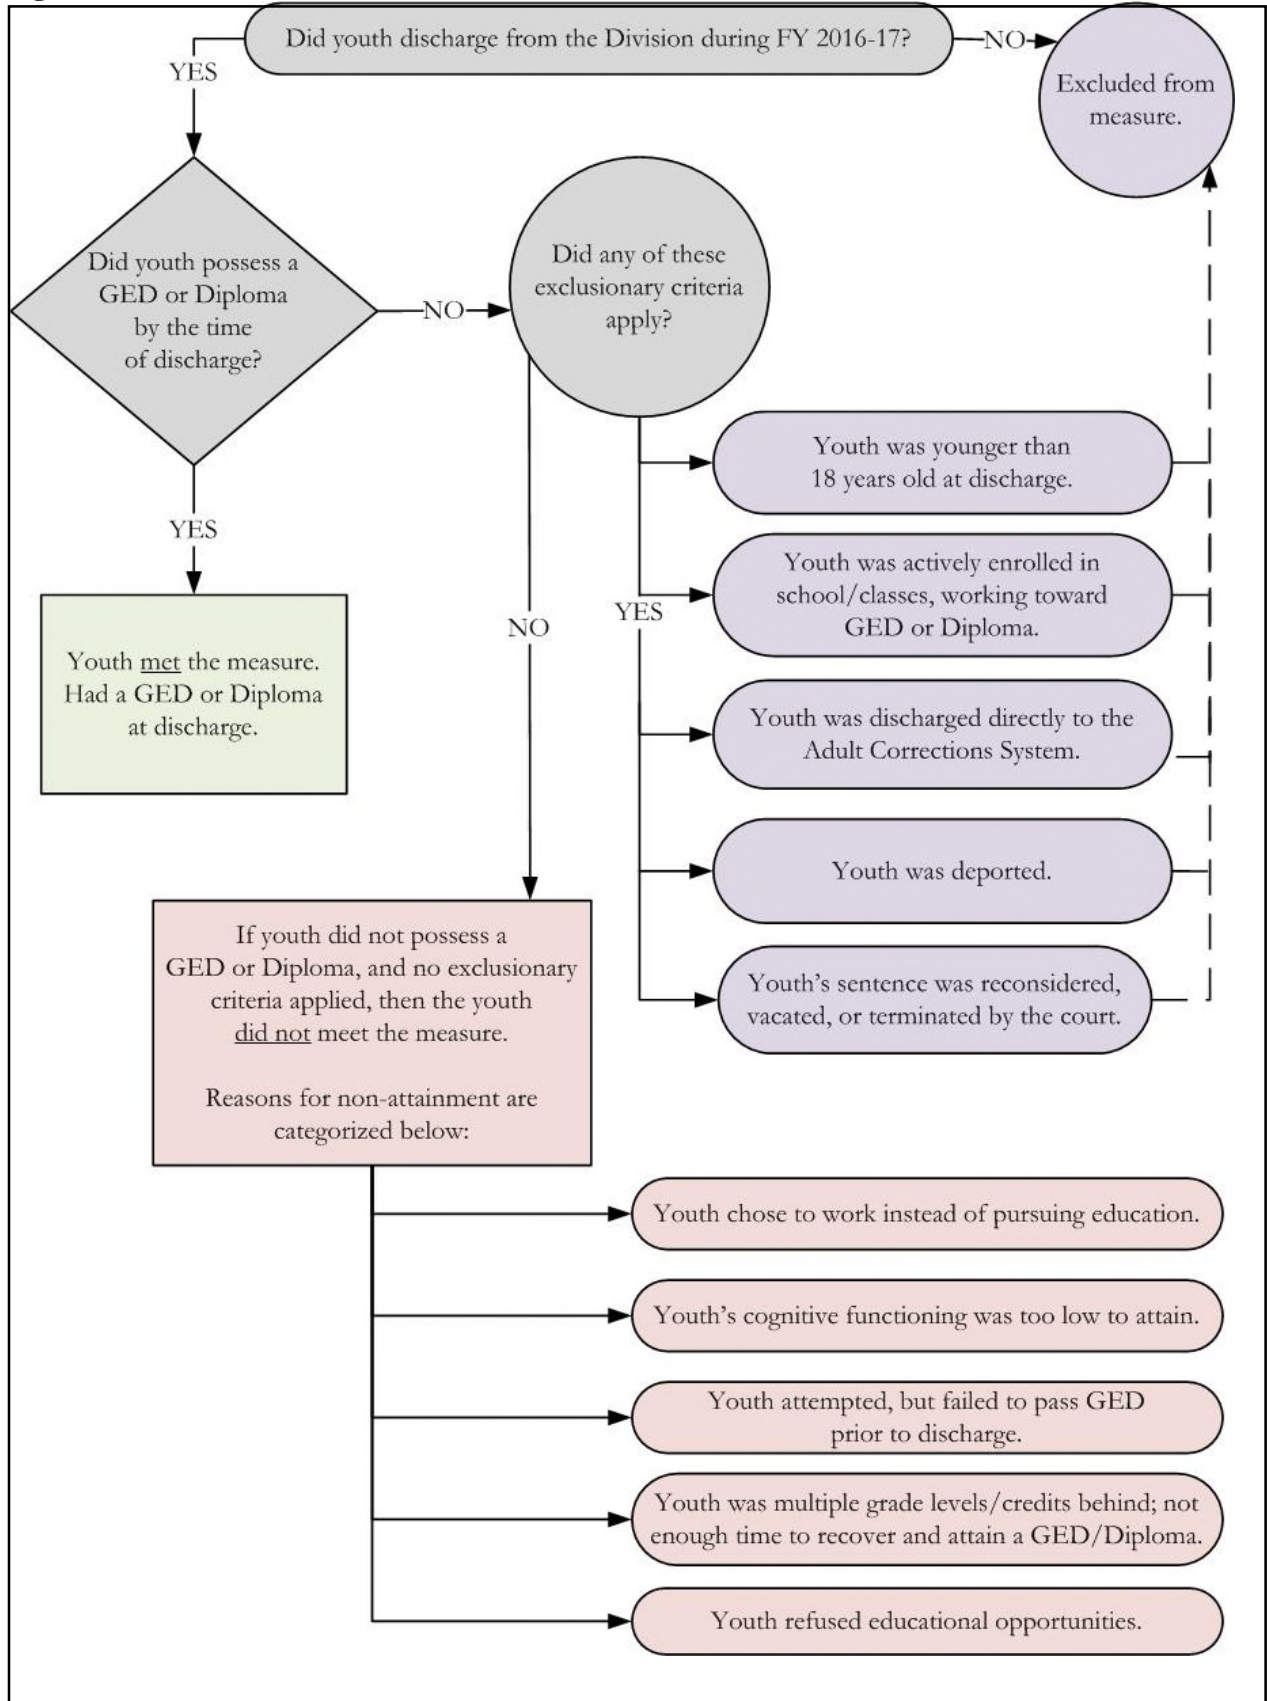 Did youth discharge from the Division during FY 2016-17?
NO
Excluded from
measure.
YES
Did youth possess a
GED or Diploma
by the time
of discharge?
NO
Did any of these
exclusionary criteria
apply?
Youth was younger than
18 years old at discharge.
YES
Youth was actively enrolled in
school/classes, working toward
GED or Diploma.
YES
NO
Youth met the measure.
Had a GED or Diploma
at discharge.
Youth was discharged directly to the
Adult Corrections System.
Youth was deported.
Youth's sentence was reconsidered,
vacated, or terminated by the court.
If youth did not possess a
GED or Diploma, and no exclusionary
criteria applied, then the youth
did not meet the measure.
Reasons for non-attainment are
categorized below:
Youth chose to work instead of pursuing education.
Youth's cognitive functioning was too low to attain.
Youth attempted, but failed to pass GED
prior to discharge.
Youth was multiple grade levels/credits behind; not
enough time to recover and attain a GED/Diploma.
Youth refused educational opportunities.